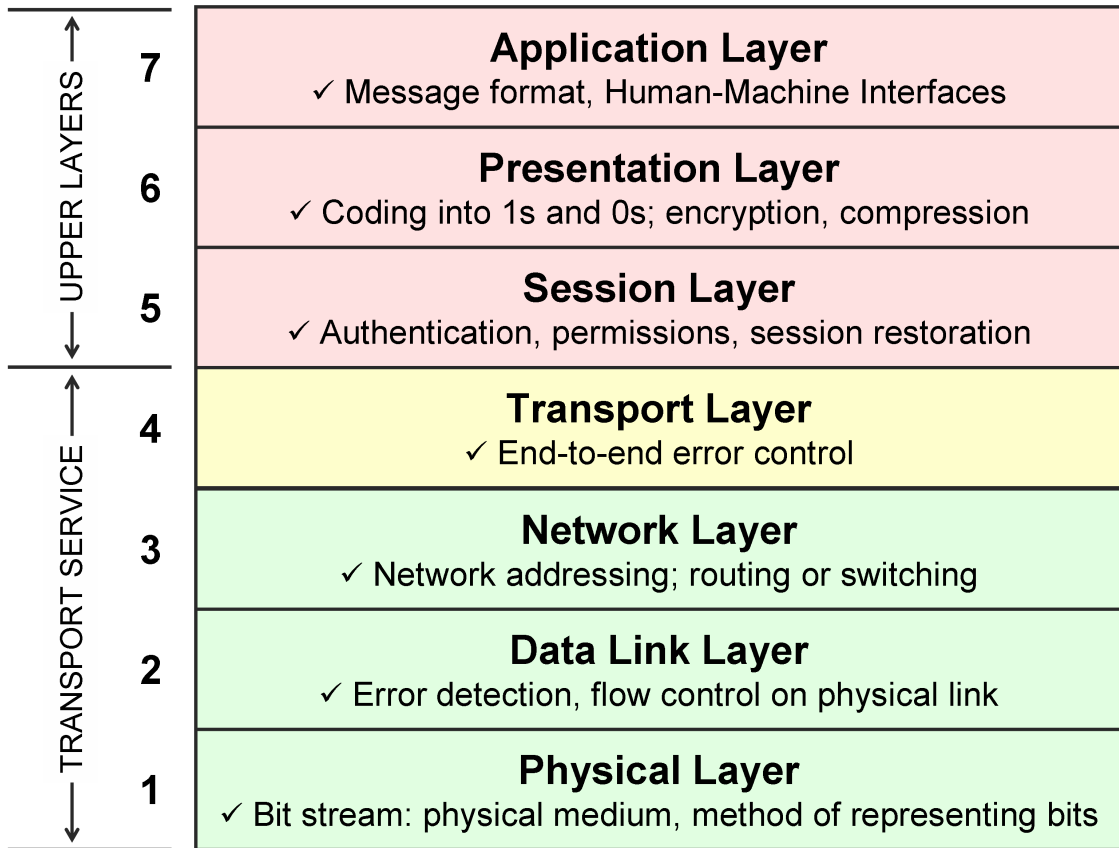 UPPER LAYERS
7
Application Layer
✓ Message format, Human-Machine Interfaces
6
Presentation Layer
✓ Coding into 1s and 0s; encryption, compression
5
Session Layer
✓ Authentication, permissions, session restoration
TRANSPORT SERVICE
4
Transport Layer
✓ End-to-end error control
3
Network Layer
✓ Network addressing; routing or switching
2
Data Link Layer
✓ Error detection, flow control on physical link
1
Physical Layer
✓ Bit stream: physical medium, method of representing bits